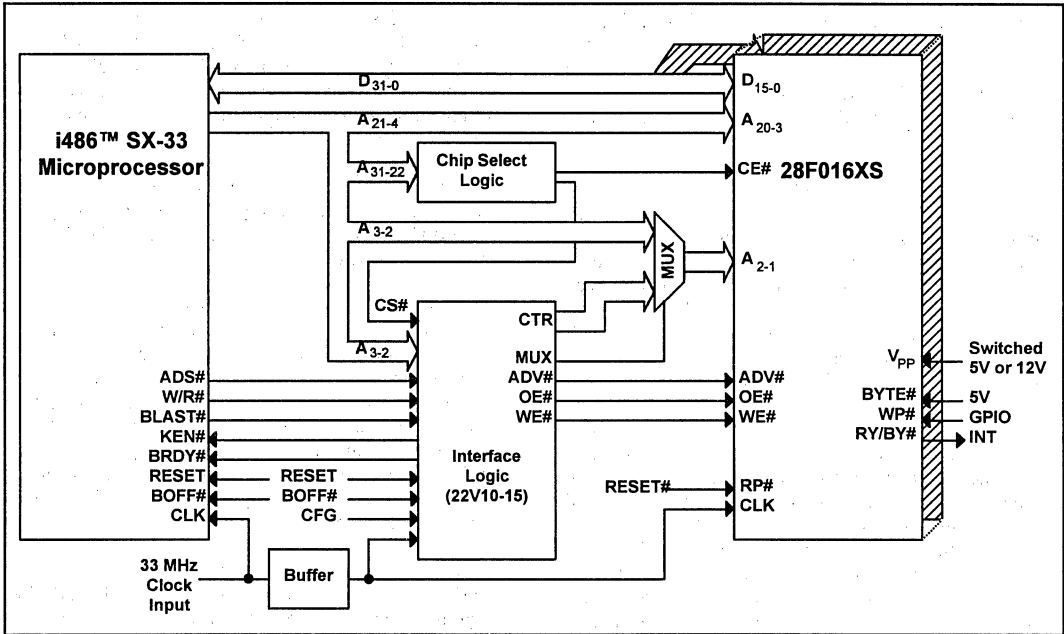 i486™ SX-33
Microprocessor
D31-0
A21-4
A31-22
Chip Select
Logic
A3-2
CS#
A3-2
ADS#
W/R#
BLAST#
KEN#
BRDY#
RESET
BOFF#
CLK
RESET
BOFF#
CFG
33 MHz
Clock
Input
Buffer
CTR
MUX
ADV#
OE#
WE#
Interface
Logic
(22V10-15)
MUX
RESET#
D15-0
A20-3
CE#
28F016XS
A2-1
ADV#
OE#
WE#
RP#
CLK
VPP
BYTE#
WP#
RY/BY#
Switched
5V or 12V
5V
GPIO
INT